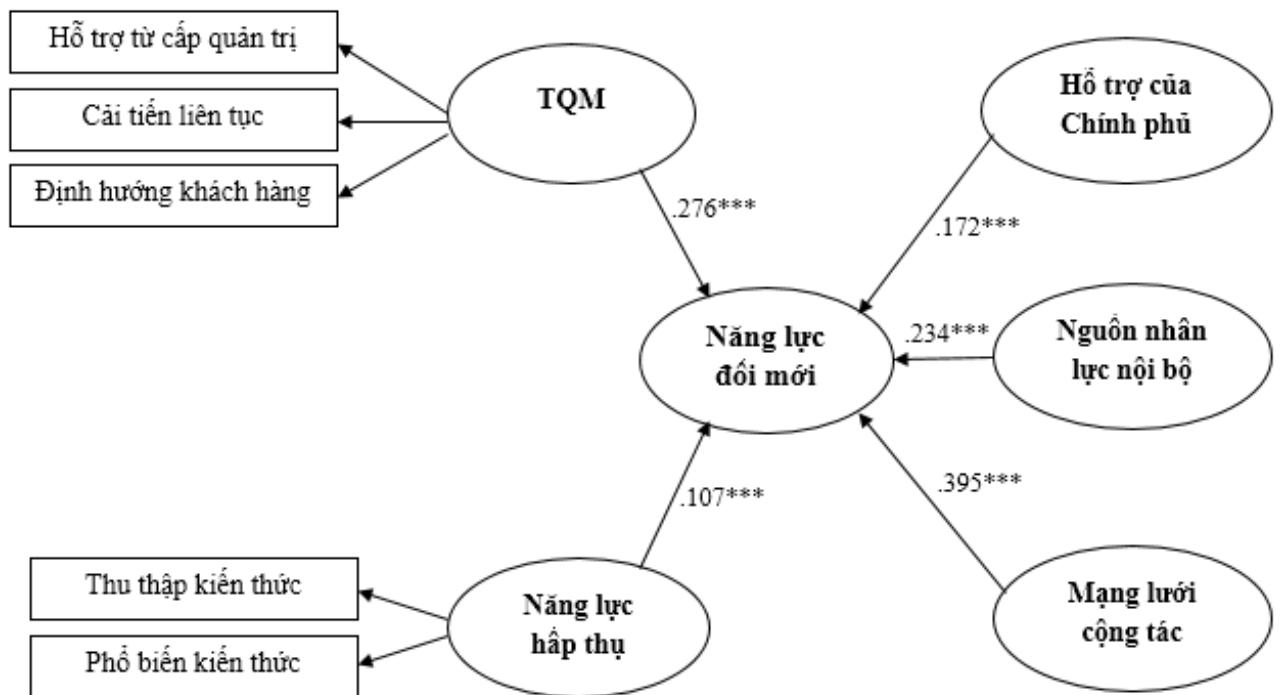 Hỗ trợ từ cấp quản trị
Cải tiến liên tục
Định hướng khách hàng
TQM
Hỗ trợ của
Chính phủ
.276***
.172***
Năng lực
đổi mới
.234***
Nguồn nhân
lực nội bộ
.107***
.395***
Thu thập kiến thức
Phổ biến kiến thức
Năng lực
hấp thụ
Mạng lưới
cộng tác